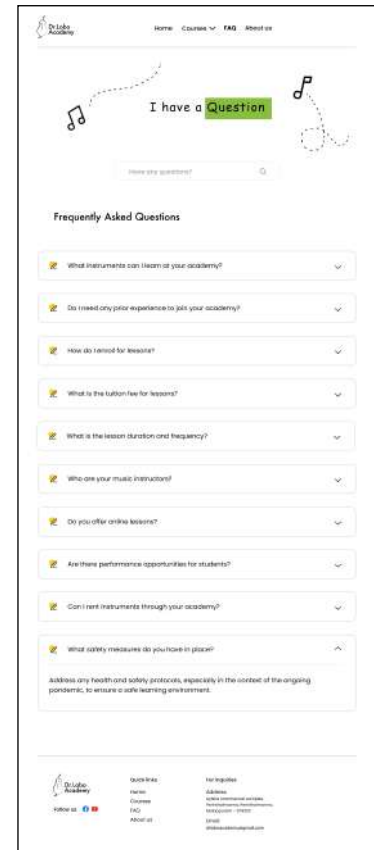 Dr Lobo
Academy
Home Courses FAQ About us
I have a Question
Have any questions?
Frequently Asked Questions
What instruments can I learn at your academy?
Do I need any prior experience to join your academy?
How do I enroll for lessons?
What is the tuition fee for lessons?
What is the lesson duration and frequency?
Who are your music instructors?
Do you offer online lessons?
Are there performance opportunities for students?
Can I rent instruments through your academy?
What safety measures do you have in place?
Address any health and safety protocols, especially in the context of the ongoing
pandemic, to ensure a safe learning environment.
Dr Lobo
Academy
Follow us
Quick links
Home
Courses
FAQ
About us
For Inquiries
Address
Email